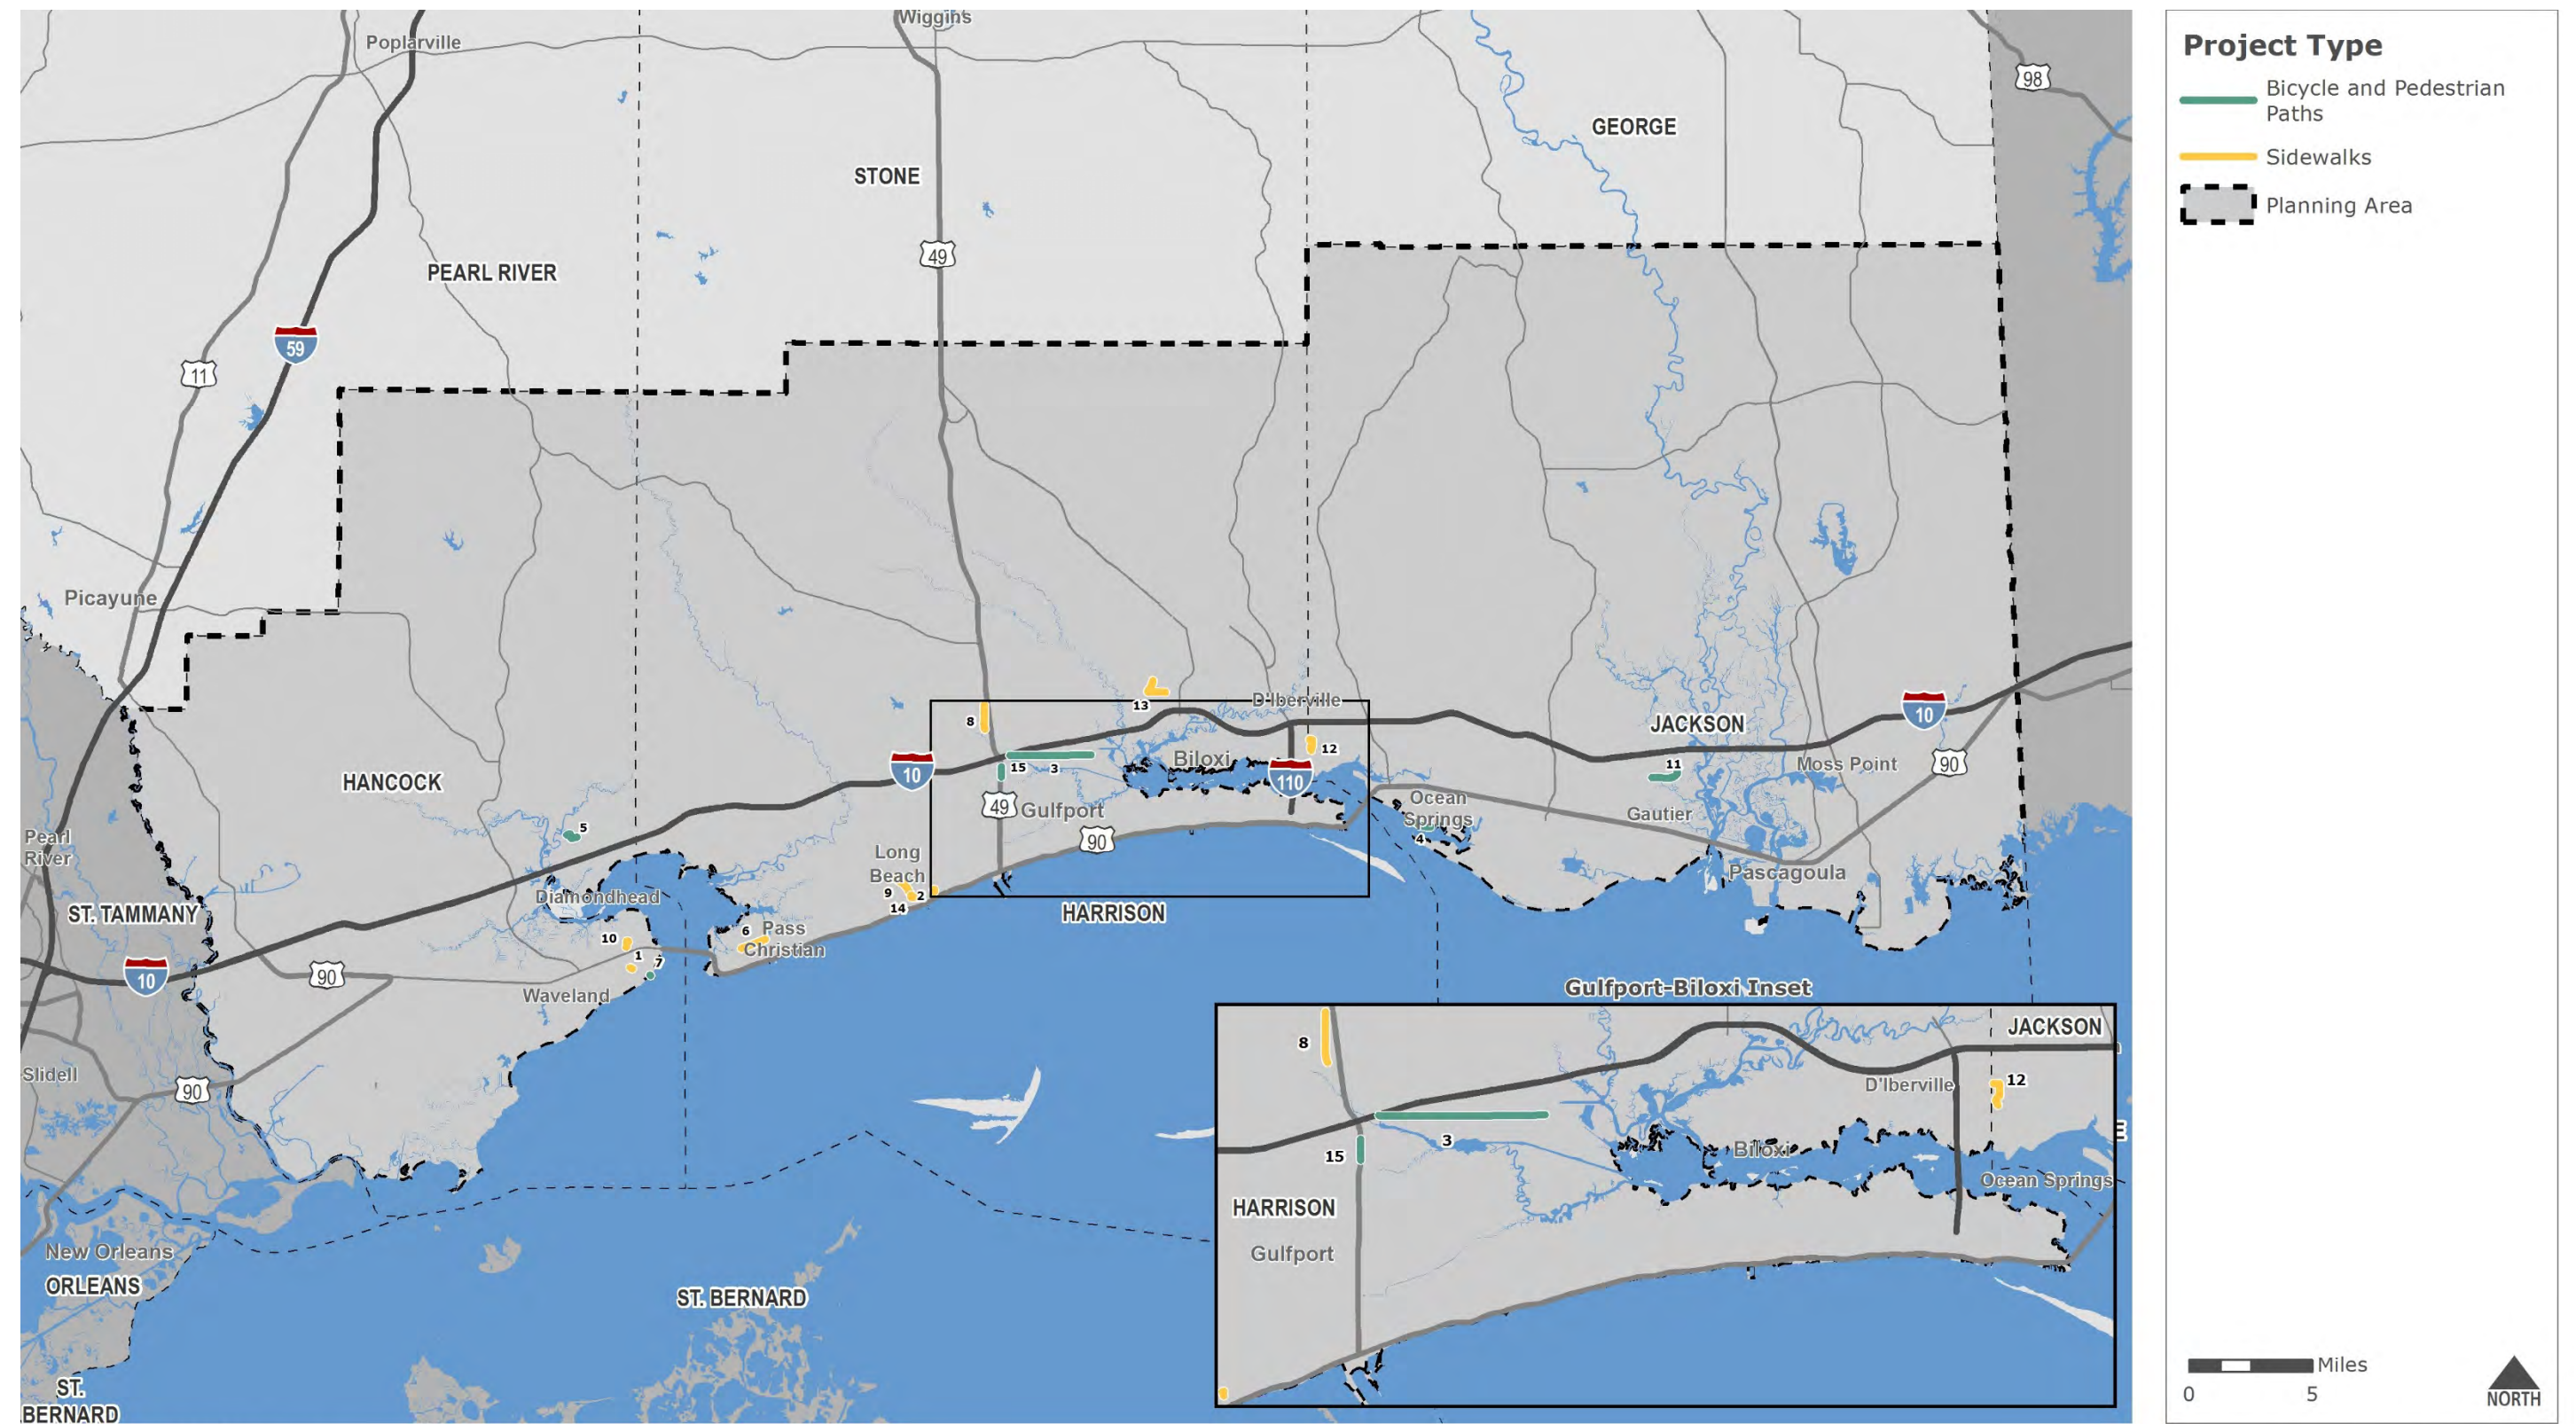 Wiggins
Poplarville
98
GEORGE
STONE
49
PEARL RIVER
59
11
Picayune
13
D'Iberville
8
10
JACKSON
10
12
Biloxi
110
15
3
11
Moss Point
90
HANCOCK
49
Gulfport
Ocean
Springs
4
Gautier
5
90
Pearl
River
Long
Beach
9
2
14
Pascagoula
Diamondhead
ST. TAMMANY
HARRISON
10
6
Pass
Christian
1
7
10
90
Waveland
Slidell
90
New Orleans
ORLEANS
ST. BERNARD
ST.
BERNARD
Gulfport-Biloxi Inset
JACKSON
8
D'Iberville
12
3
15
Biloxi
E
Ocean Springs
HARRISON
Gulfport
Project Type
Bicycle and Pedestrian
Paths
Sidewalks
Planning Area
Miles
0
5
NORTH